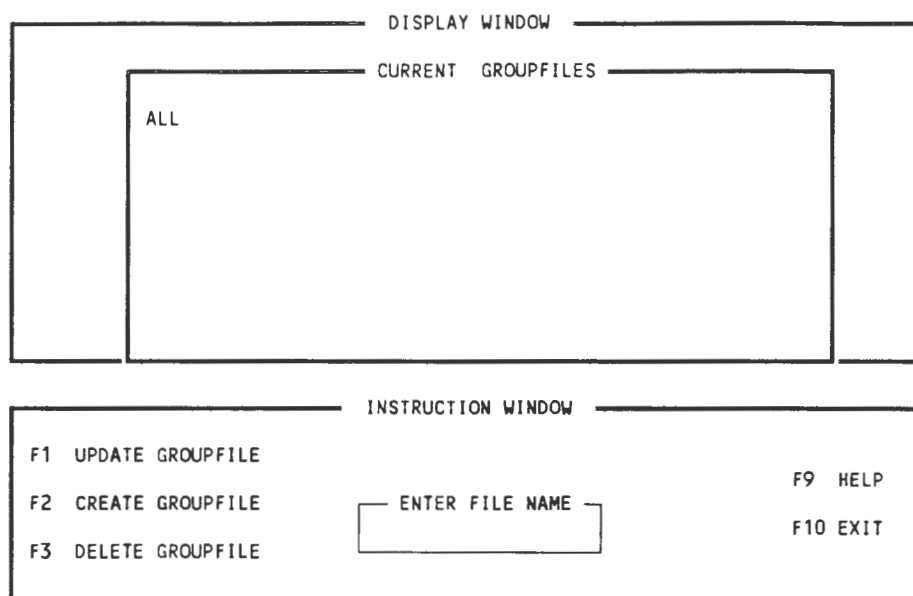 DISPLAY WINDOW
CURRENT GROUPFILES
ALL
INSTRUCTION WINDOW
F1 UPDATE GROUPFILE
F9 HELP
F2 CREATE GROUPFILE
ENTER FILE NAME
F10 EXIT
F3 DELETE GROUPFILE